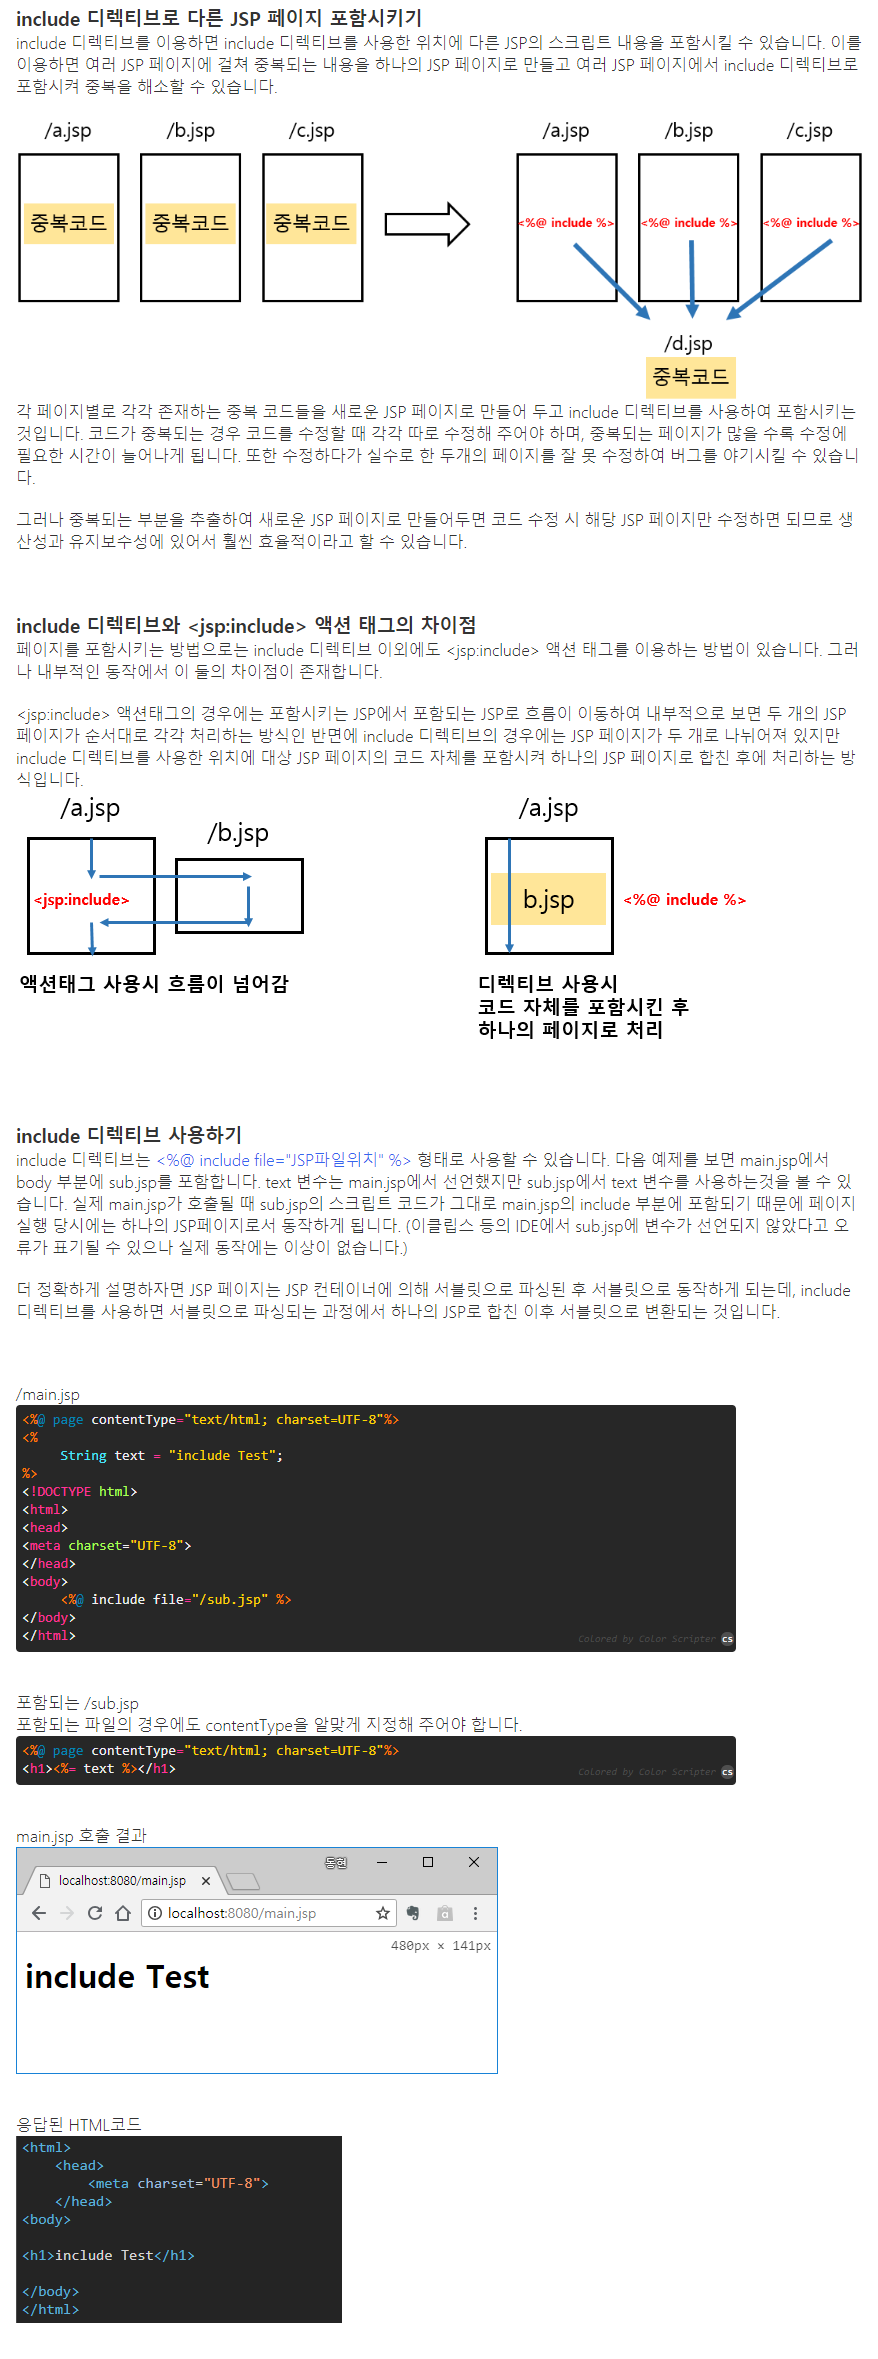 include 디렉티브로 다른 JSP 페이지 포함시키기
include 디렉티브를 이용하면 include 디렉티브를 사용한 위치에 다른 JSP의 스크립트 내용을 포함시킬 수 있습니다. 이를
이용하면 여러 JSP 페이지에 걸쳐 중복되는 내용을 하나의 JSP 페이지로 만들고 여러 JSP 페이지에서 include 디렉티브로
포함시켜 중복을 해소할 수 있습니다.
/a.jsp /b.jsp /c.jsp /a.jsp /b.jsp /c.jsp
중복코드 중복코드 중복코드 <%@ include %> <%@ include %> <%@ include %>
/d.jsp
중복코드
각 페이지별로 각각 존재하는 중복 코드들을 새로운 JSP 페이지로 만들어 두고 include 디렉티브를 사용하여 포함시키는
것입니다. 코드가 중복되는 경우 코드를 수정할 때 각각 따로 수정해 주어야 하며, 중복되는 페이지가 많을 수록 수정에
필요한 시간이 늘어나게 됩니다. 또한 수정하다가 실수로 한 두개의 페이지를 잘 못 수정하여 버그를 야기시킬 수 있습니
다.
그러나 중복되는 부분을 추출하여 새로운 JSP 페이지로 만들어두면 코드 수정 시 해당 JSP 페이지만 수정하면 되므로 생
산성과 유지보수성에 있어서 훨씬 효율적이라고 할 수 있습니다.
include 디렉티브와 <jsp:include> 액션 태그의 차이점
페이지를 포함시키는 방법으로는 include 디렉티브 이외에도 <jsp:include> 액션 태그를 이용하는 방법이 있습니다. 그러
나 내부적인 동작에서 이 둘의 차이점이 존재합니다.
<jsp:include> 액션태그의 경우에는 포함시키는 JSP에서 포함되는 JSP로 흐름이 이동하여 내부적으로 보면 두 개의 JSP
페이지가 순서대로 각각 처리하는 방식인 반면에 include 디렉티브의 경우에는 JSP 페이지가 두 개로 나뉘어져 있지만
include 디렉티브를 사용한 위치에 대상 JSP 페이지의 코드 자체를 포함시켜 하나의 JSP 페이지로 합친 후에 처리하는 방
식입니다.
/a.jsp /b.jsp /a.jsp
<jsp:include> b.jsp <%@ include %>
액션태그 사용시 흐름이 넘어감
디렉티브 사용시
코드 자체를 포함시킨 후
하나의 페이지로 처리
include 디렉티브 사용하기
include 디렉티브는 <%@ include file="JSP파일위치" %> 형태로 사용할 수 있습니다. 다음 예제를 보면 main.jsp에서
body 부분에 sub.jsp를 포함합니다. text 변수는 main.jsp에서 선언했지만 sub.jsp에서 text 변수를 사용하는것을 볼 수 있
습니다. 실제 main.jsp가 호출될 때 sub.jsp의 스크립트 코드가 그대로 main.jsp의 include 부분에 포함되기 때문에 페이지
실행 당시에는 하나의 JSP페이지로서 동작하게 됩니다. (이클립스 등의 IDE에서 sub.jsp에 변수가 선언되지 않았다고 오
류가 표기될 수 있으나 실제 동작에는 이상이 없습니다.)
더 정확하게 설명하자면 JSP 페이지는 JSP 컨테이너에 의해 서블릿으로 파싱된 후 서블릿으로 동작하게 되는데, include
디렉티브를 사용하면 서블릿으로 파싱되는 과정에서 하나의 JSP로 합친 이후 서블릿으로 변환되는 것입니다.
/main.jsp
<%@ page contentType="text/html; charset=UTF-8"%>
<%
String text = "include Test";
%>
<!DOCTYPE html>
<html>
<head>
<meta charset="UTF-8">
</head>
<body>
<%@ include file="/sub.jsp" %>
</body>
</html>
Colored by Color Scripter cs
포함되는 /sub.jsp
포함되는 파일의 경우에도 contentType을 알맞게 지정해 주어야 합니다.
<%@ page contentType="text/html; charset=UTF-8"%>
<h1><%= text %></h1>
Colored by Color Scripter cs
main.jsp 호출 결과
동현
localhost:8080/main.jsp
localhost:8080/main.jsp
480px × 141px
include Test
응답된 HTML코드
<html>
<head>
<meta charset="UTF-8">
</head>
<body>
<h1>include Test</h1>
</body>
</html>